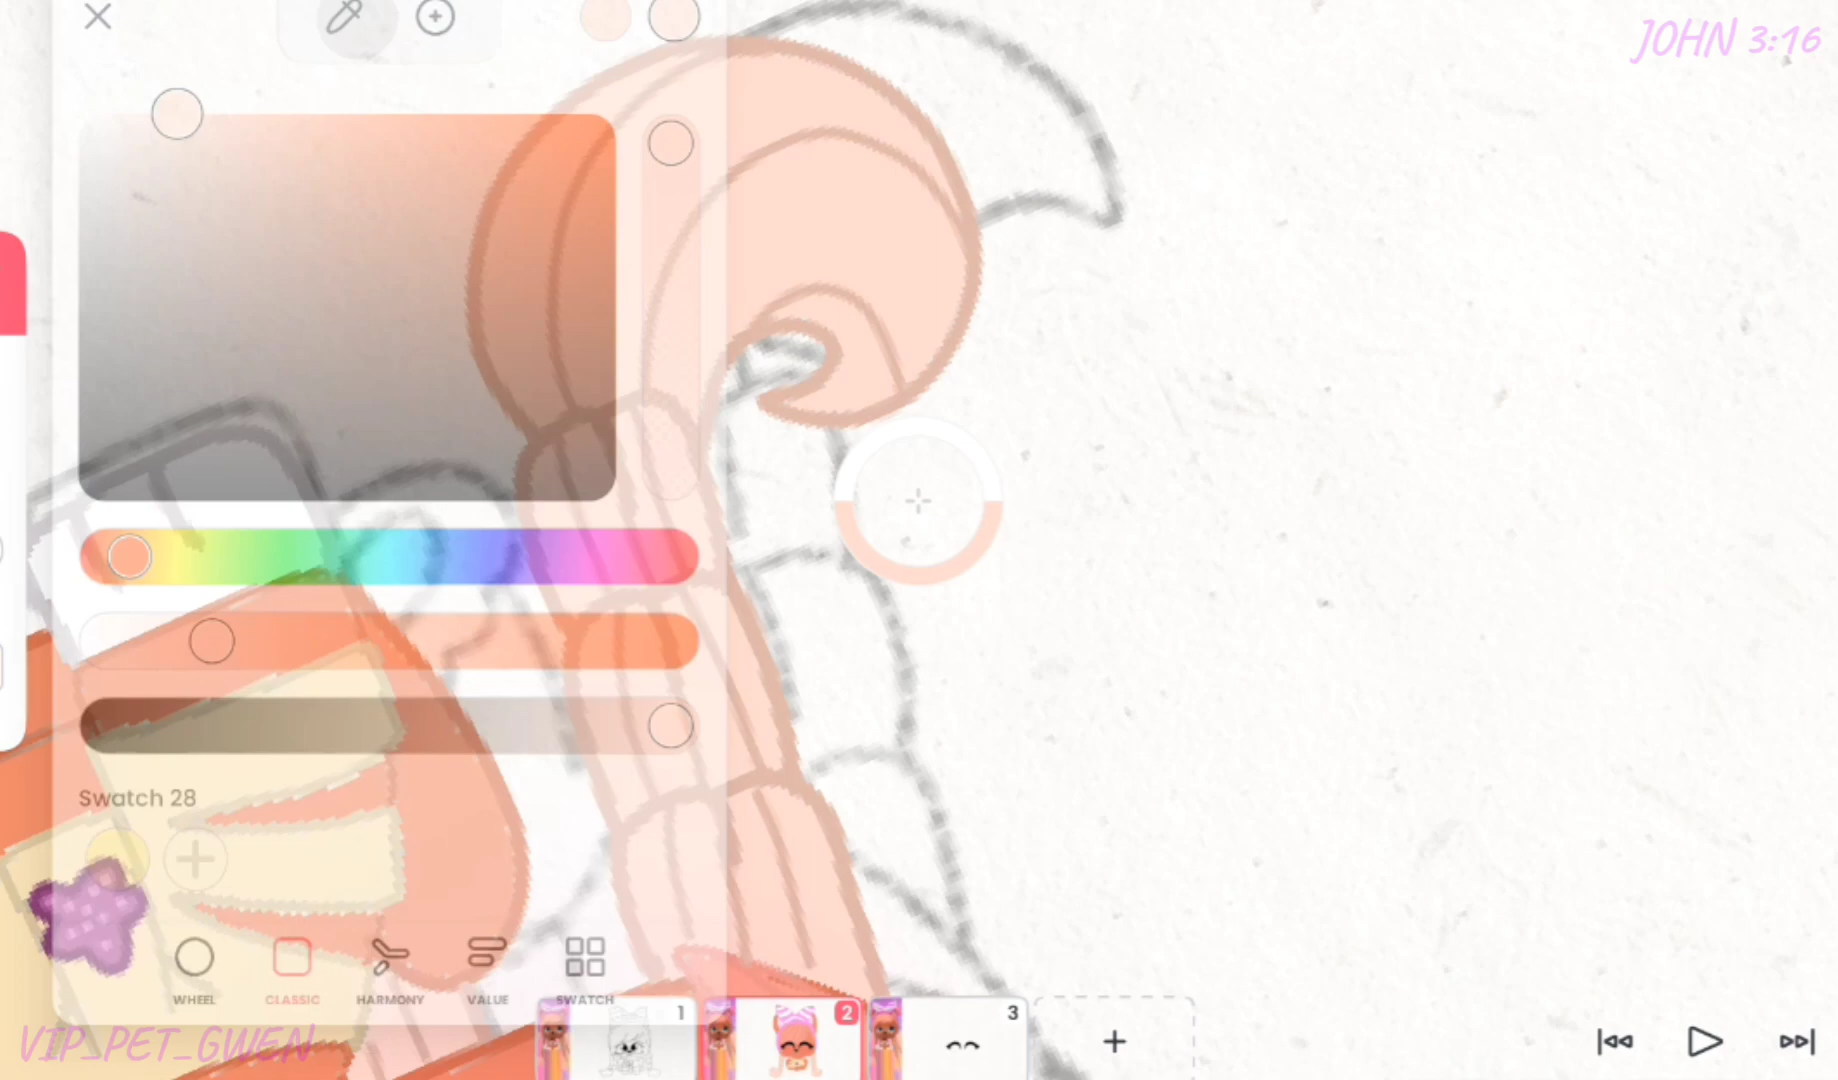 JOHN 3:16
Swatch 28
WHEEL CLASSIC HARMONY VALUE SWATCH
1 2 3
VIP_PET_GWEN